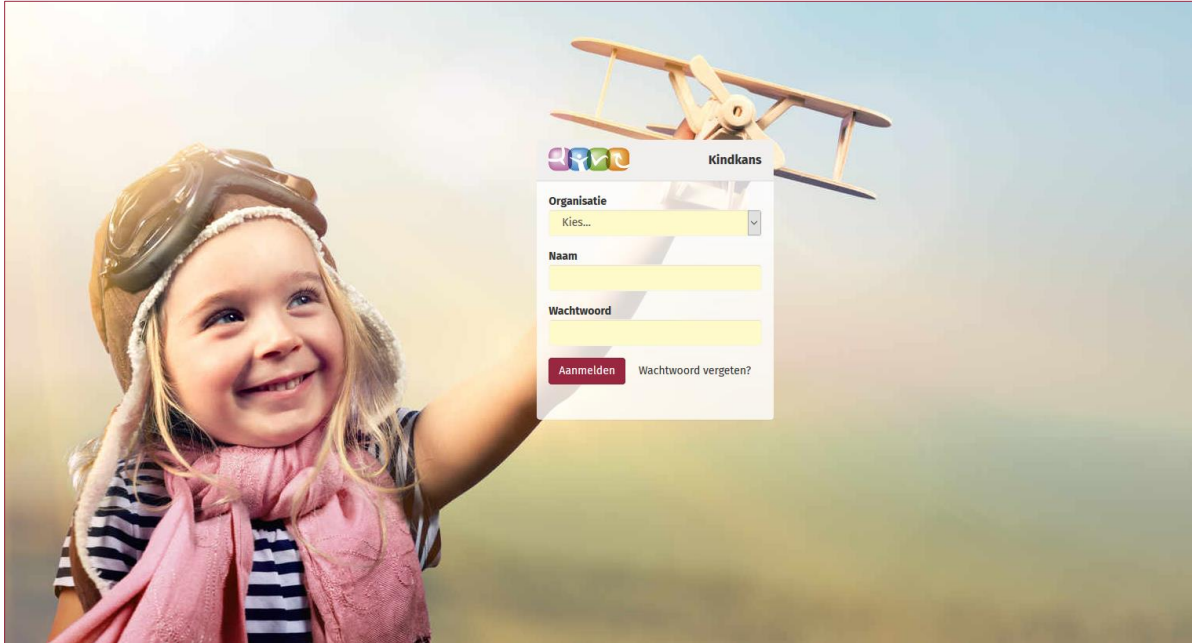 Kindkans
Organisatie
Kies...
Naam
Wachtwoord
Aanmelden Wachtwoord vergeten?